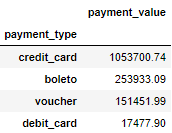 payment_value
payment_type
credit_card 1053700.74
boleto 253933.09
voucher 151451.99
debit_card 17477.90